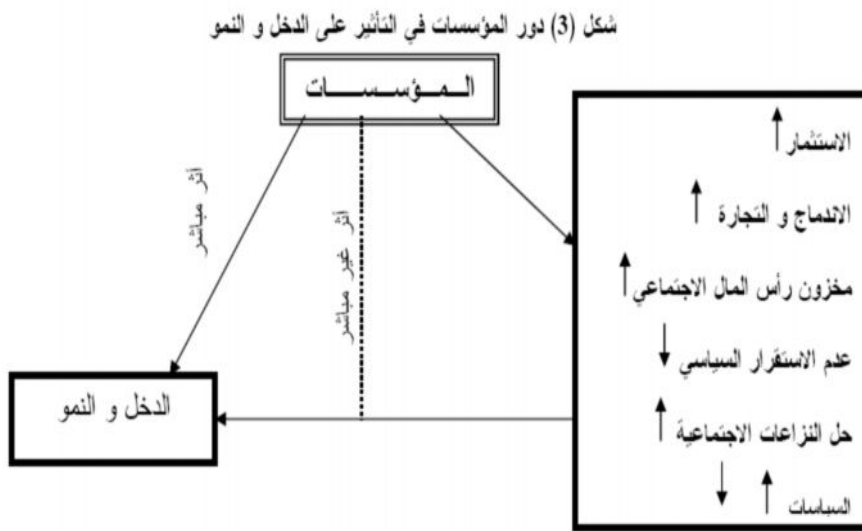 شكل (3) دور المؤسسات في التأثير على الدخل و النمو
الـــمـــؤســـســـــات
أثر مباشر
أثر غير مباشر
الاستثمار ↑
الاندماج و التجارة ↑
مخزون رأس المال الاجتماعي ↑
عدم الاستقرار السياسي ↓
حل النزاعات الاجتماعية ↑
السياسات ↑ ↓
الدخل و النمو